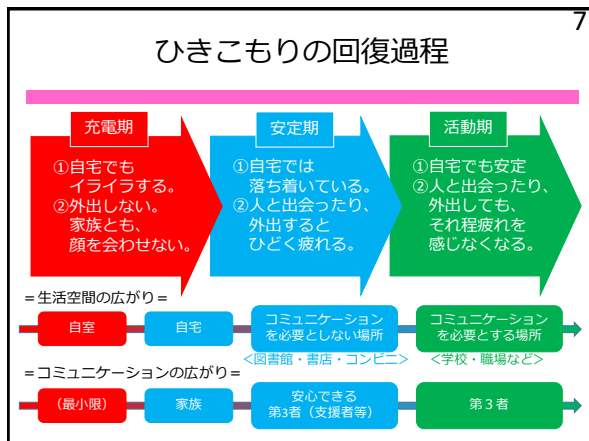 7
ひきこもりの回復過程
充電期
①自宅でも
イライラする。
②外出しない。
家族とも、
顔を会わせない。
安定期
①自宅では
落ち着いている。
②人と出会ったり、
外出すると
ひどく疲れる。
活動期
①自宅でも安定
②人と出会ったり、
外出しても、
それ程疲れを
感じなくなる。
＝生活空間の広がり＝
自室
自宅
コミュニケーション
を必要としない場所
コミュニケーション
を必要とする場所
＜図書館・書店・コンビニ＞
＜学校・職場など＞
＝コミュニケーションの広がり＝
（最小限）
家族
安心できる
第3者（支援者等）
第３者